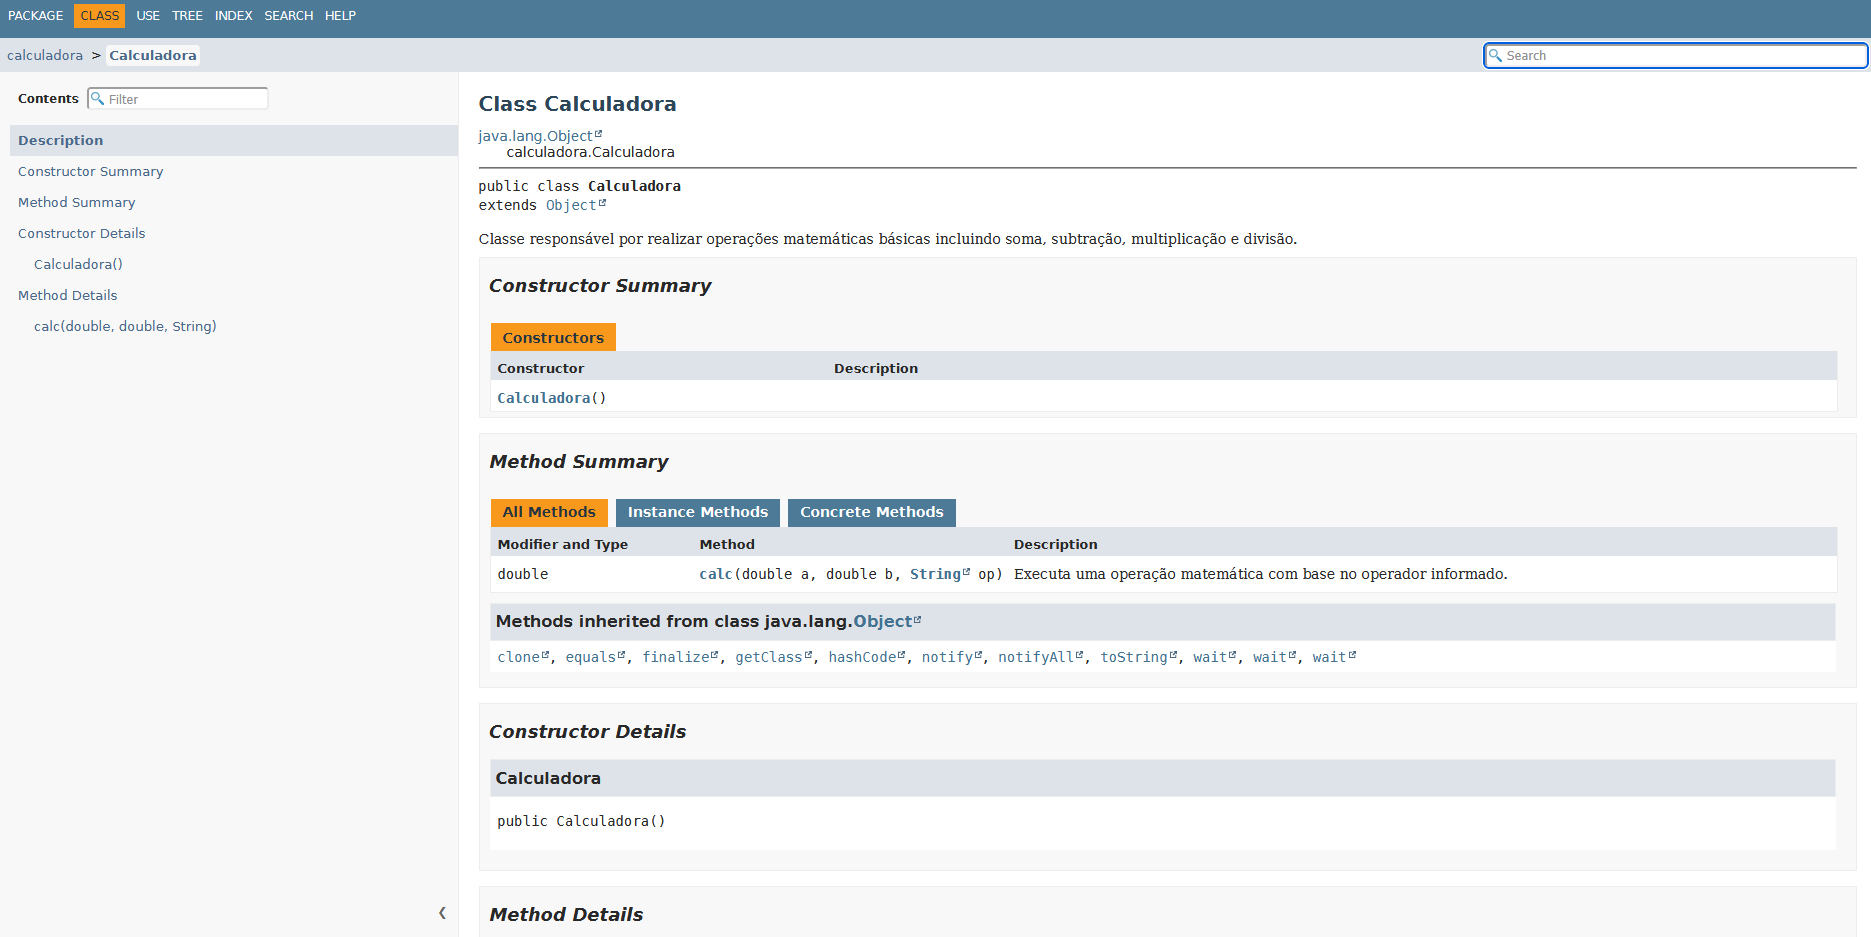 PACKAGE CLASS USE TREE INDEX SEARCH HELP
calculadora > Calculadora
Search
Contents Filter
Description
Constructor Summary
Method Summary
Constructor Details
Calculadora()
Method Details
calc(double, double, String)
Class Calculadora
java.lang.Object
calculadora.Calculadora
public class Calculadora
extends Object
Classe responsável por realizar operações matemáticas básicas incluindo soma, subtração, multiplicação e divisão.
Constructor Summary
Constructors
Constructor Description
Calculadora()
Method Summary
All Methods Instance Methods Concrete Methods
Modifier and Type Method Description
double calc(double a, double b, String op) Executa uma operação matemática com base no operador informado.
Methods inherited from class java.lang.Object
clone, equals, finalize, getClass, hashCode, notify, notifyAll, toString, wait, wait, wait
Constructor Details
Calculadora
public Calculadora()
Method Details